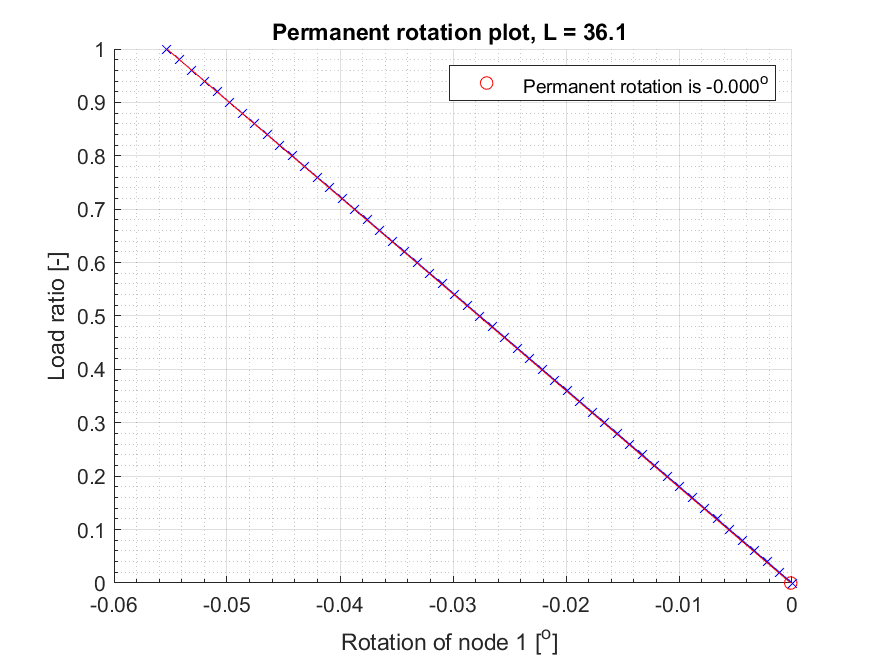 Permanent rotation plot, L = 36.1
Permanent rotation is -0.000°
Load ratio [-]
1
0.9
0.8
0.7
0.6
0.5
0.4
0.3
0.2
0.1
0
-0.06 -0.05 -0.04 -0.03 -0.02 -0.01 0
Rotation of node 1 [°]